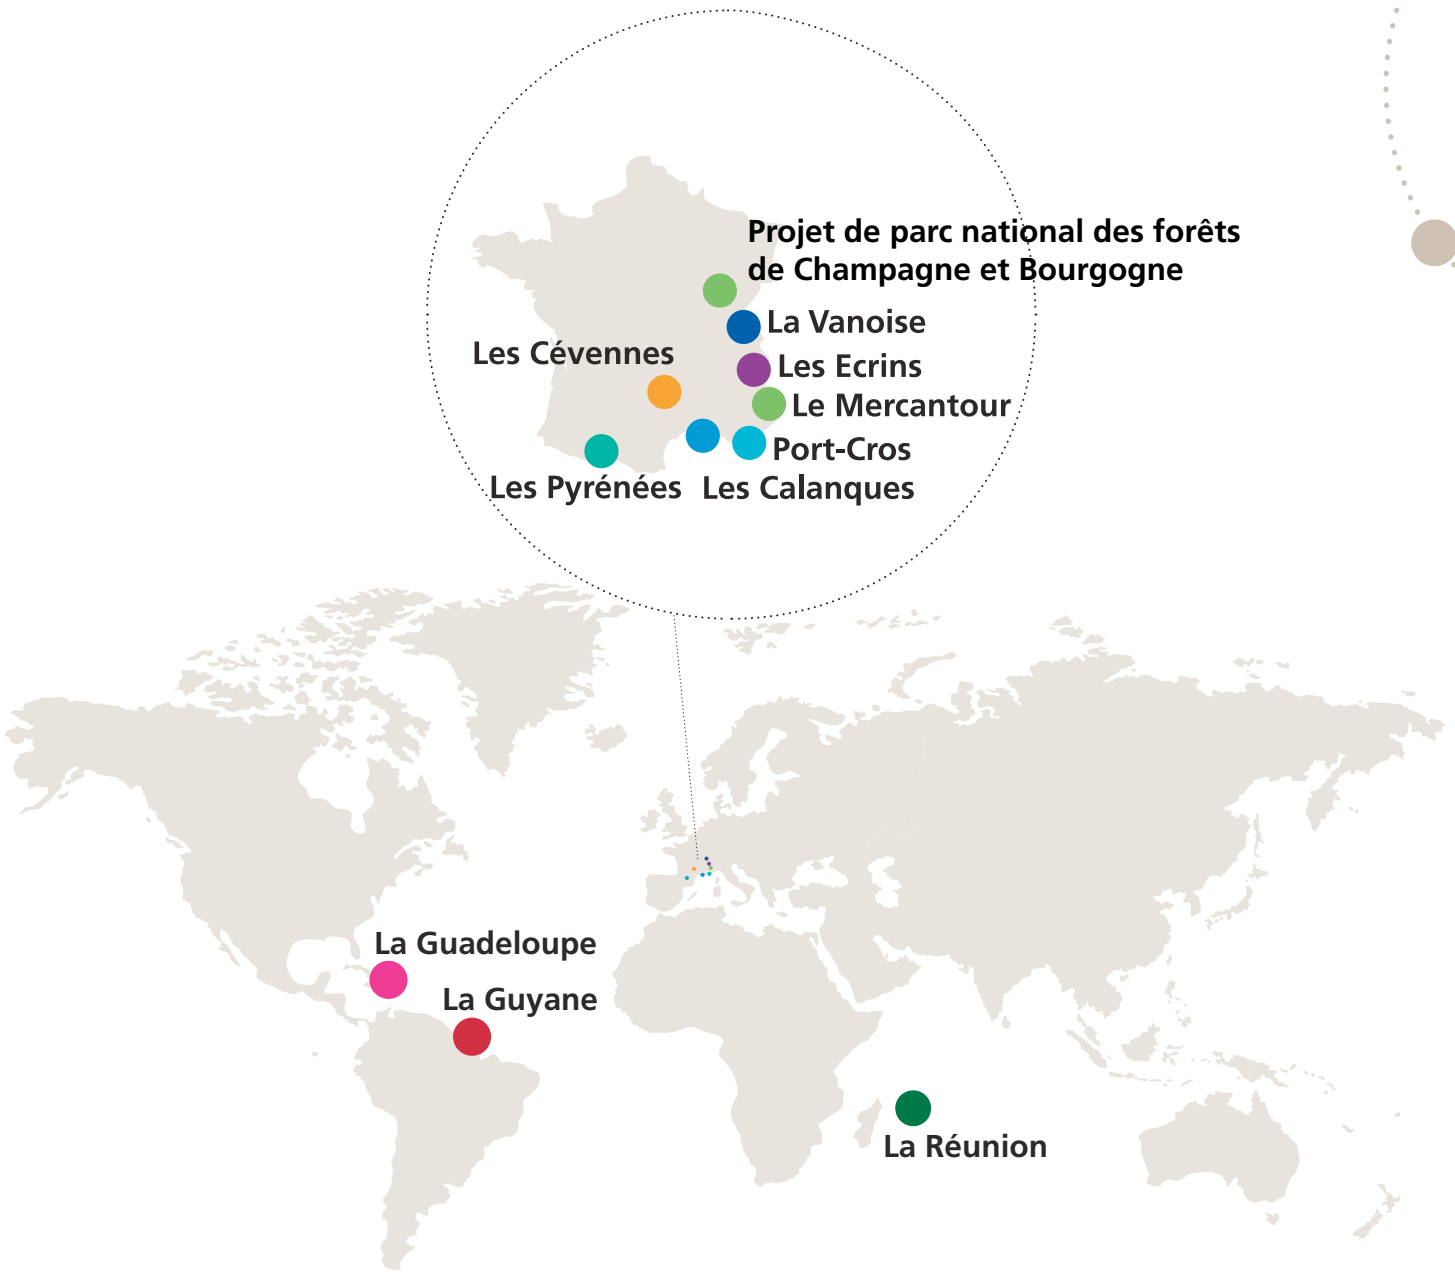 Projet de parc national des forêts
de Champagne et Bourgogne
La Vanoise
Les Cévennes
Les Ecrins
Le Mercantour
Port-Cros
Les Pyrénées
Les Calanques
La Guadeloupe
La Guyane
La Réunion